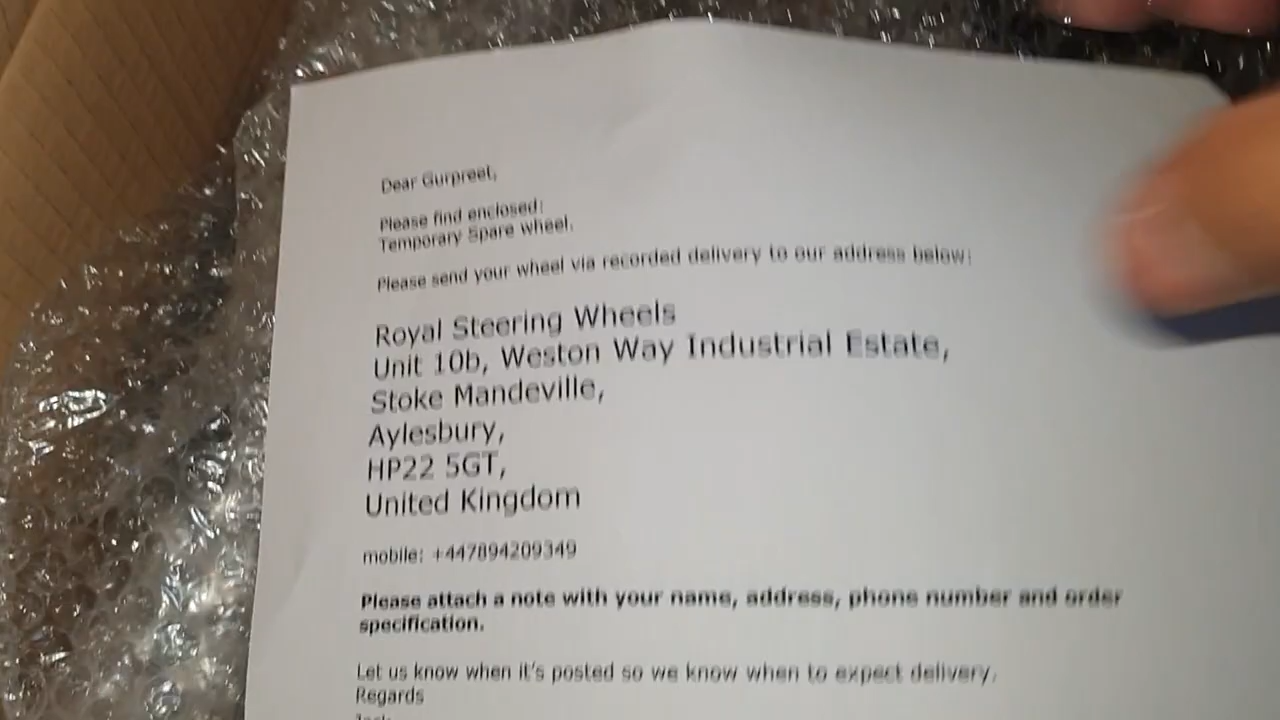 Dear Gurpreet,
Please find enclosed:
Temporary Spare wheel.
Please send your wheel via recorded delivery to our address below:
Royal Steering Wheels
Unit 10b, Weston Way Industrial Estate,
Stoke Mandeville,
Aylesbury,
HP22 5GT,
United Kingdom
mobile: +447894209349
Please attach a note with your name, address, phone number and order
specification.
Let us know when it's posted so we know when to expect delivery.
Regards